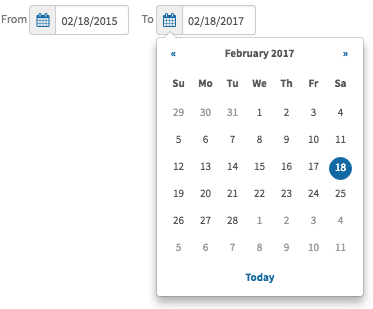 From 02/18/2015 To 02/18/2017
« February 2017 »
Su Mo Tu We Th Fr Sa
29 30 31 1 2 3 4
5 6 7 8 9 10 11
12 13 14 15 16 17 18
19 20 21 22 23 24 25
26 27 28 1 2 3 4
5 6 7 8 9 10 11
Today